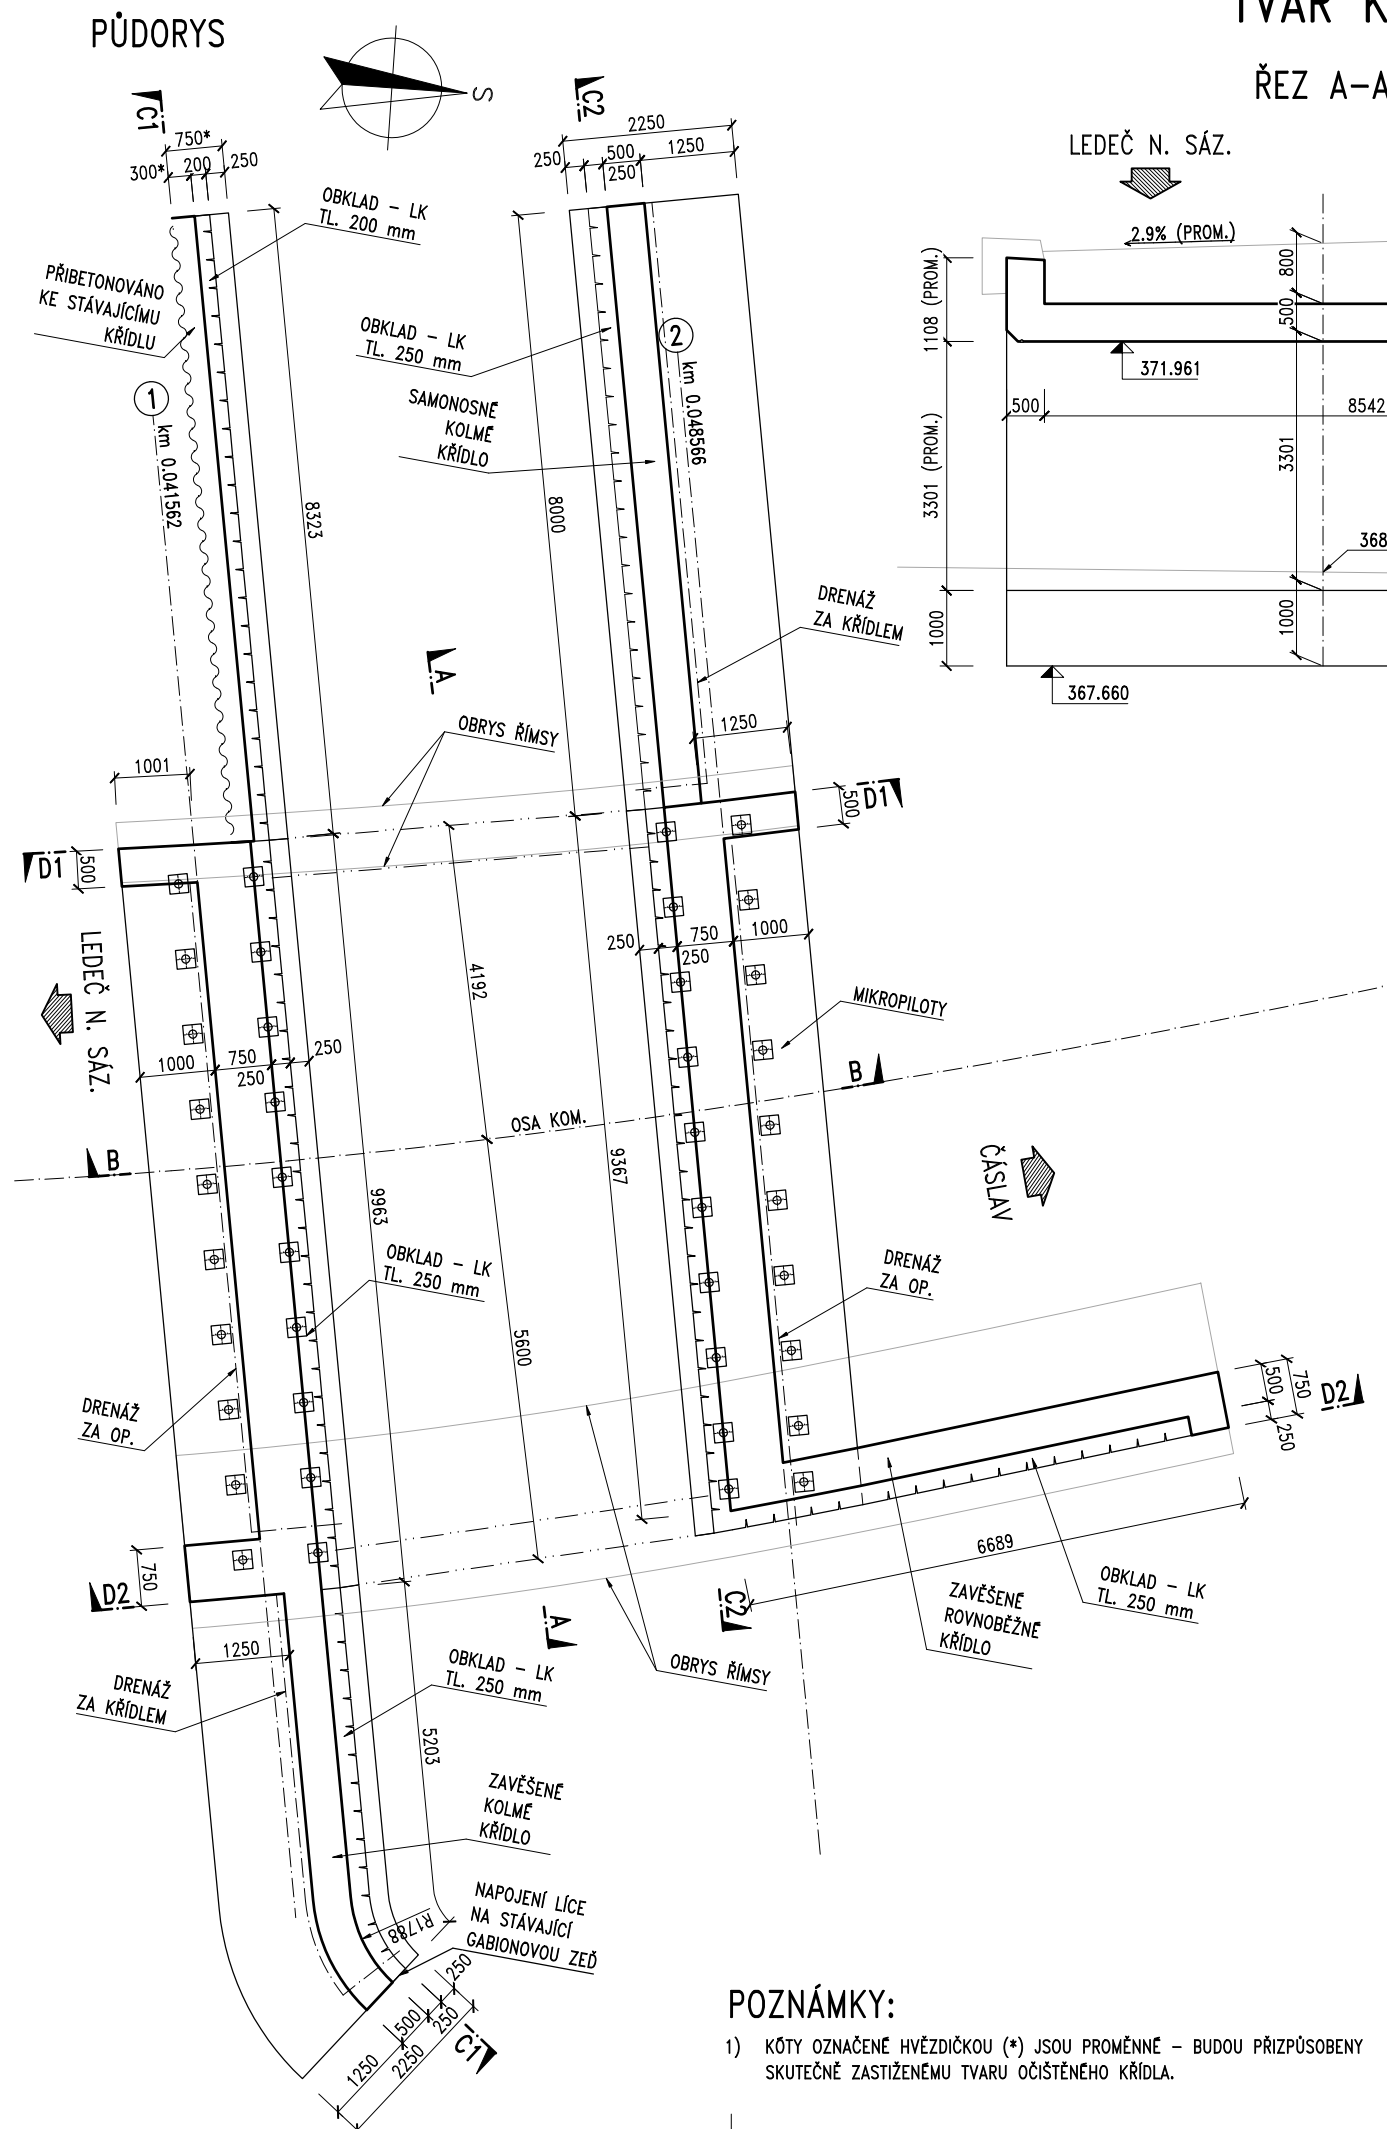 PŮDORYS
TVAR K
ŘEZ A-A
S
C1
750*
300*
200
250
C2
2250
250
500
1250
250
LEDEČ N. SÁZ.
2.9% (PROM.)
1108 (PROM.)
800
500
371.961
500
8542
3301 (PROM.)
3301
368
1000
1000
367.660
OBKLAD - LK
TL. 200 mm
PŘIBETONOVÁNO
KE STÁVAJÍCÍMU
KŘÍDLU
OBKLAD - LK
TL. 250 mm
2
km 0.048566
SAMONOSNÉ
KOLMÉ
KŘÍDLO
1
km 0.041562
8323
8000
DRENÁŽ
ZA KŘÍDLEM
A
OBRYS ŘÍMSY
1250
1001
D1
500
D1
500
LEDEČ N. SÁZ.
4192
250
750
1000
250
MIKROPILOTY
1000
750
250
250
B
OSA KOM.
B
9367
9963
ČÁSLAV
OBKLAD - LK
TL. 250 mm
DRENÁŽ
ZA OP.
5600
DRENÁŽ
ZA OP.
500
750
250
D2
6689
D2
750
C2
A
ZAVĚŠENÉ
ROVNOBĚŽNÉ
KŘÍDLO
OBKLAD - LK
TL. 250 mm
1250
OBRYS ŘÍMSY
OBKLAD - LK
TL. 250 mm
DRENÁŽ
ZA KŘÍDLEM
5203
ZAVĚŠENÉ
KOLMÉ
KŘÍDLO
NAPOJENÍ LÍCE
NA STÁVAJÍCÍ
GABIONOVOU ZEĎ
R1788
250
500
250
1250
2250
C1
POZNÁMKY:
1) KÓTY OZNAČENÉ HVĚZDIČKOU (*) JSOU PROMĚNNÉ - BUDOU PŘIZPŮSOBENY
SKUTEČNĚ ZASTIŽENÉMU TVARU OČIŠTĚNÉHO KŘÍDLA.